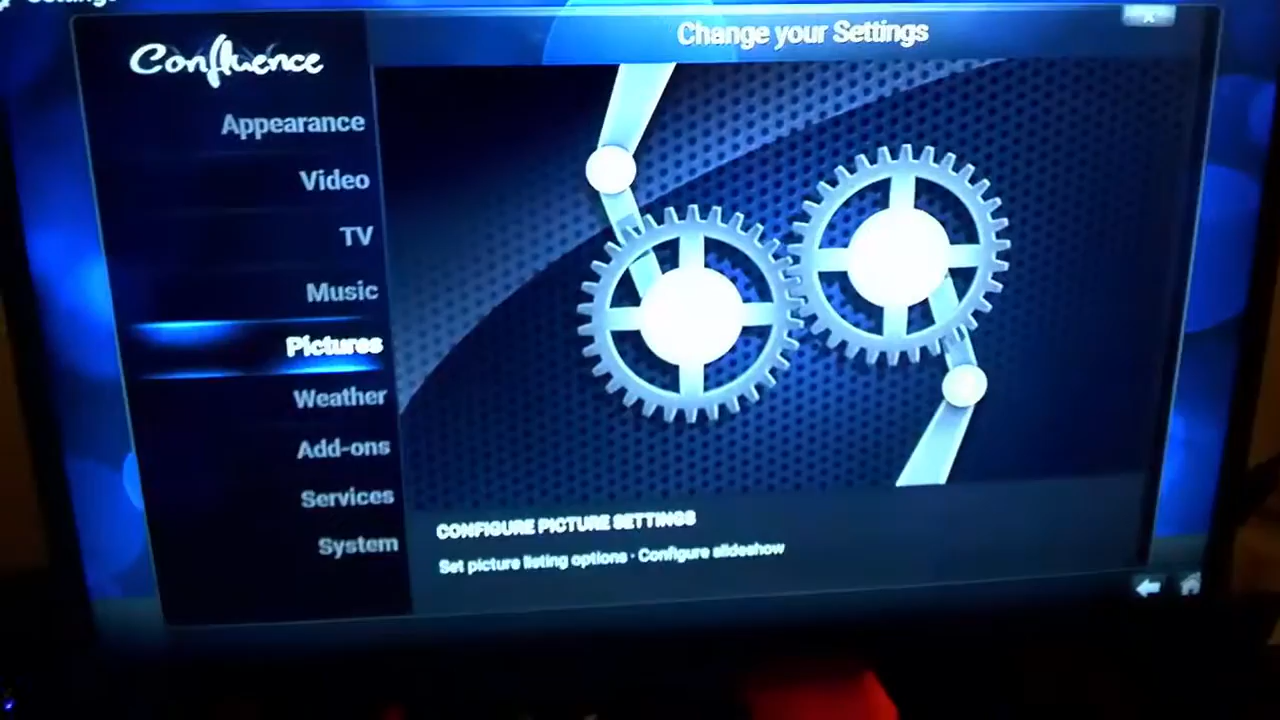 Settings
Change your Settings
Confluence
Appearance
Video
TV
Music
Pictures
Weather
Add-ons
Services
System
CONFIGURE PICTURE SETTINGS
Set picture listing options · Configure slideshow